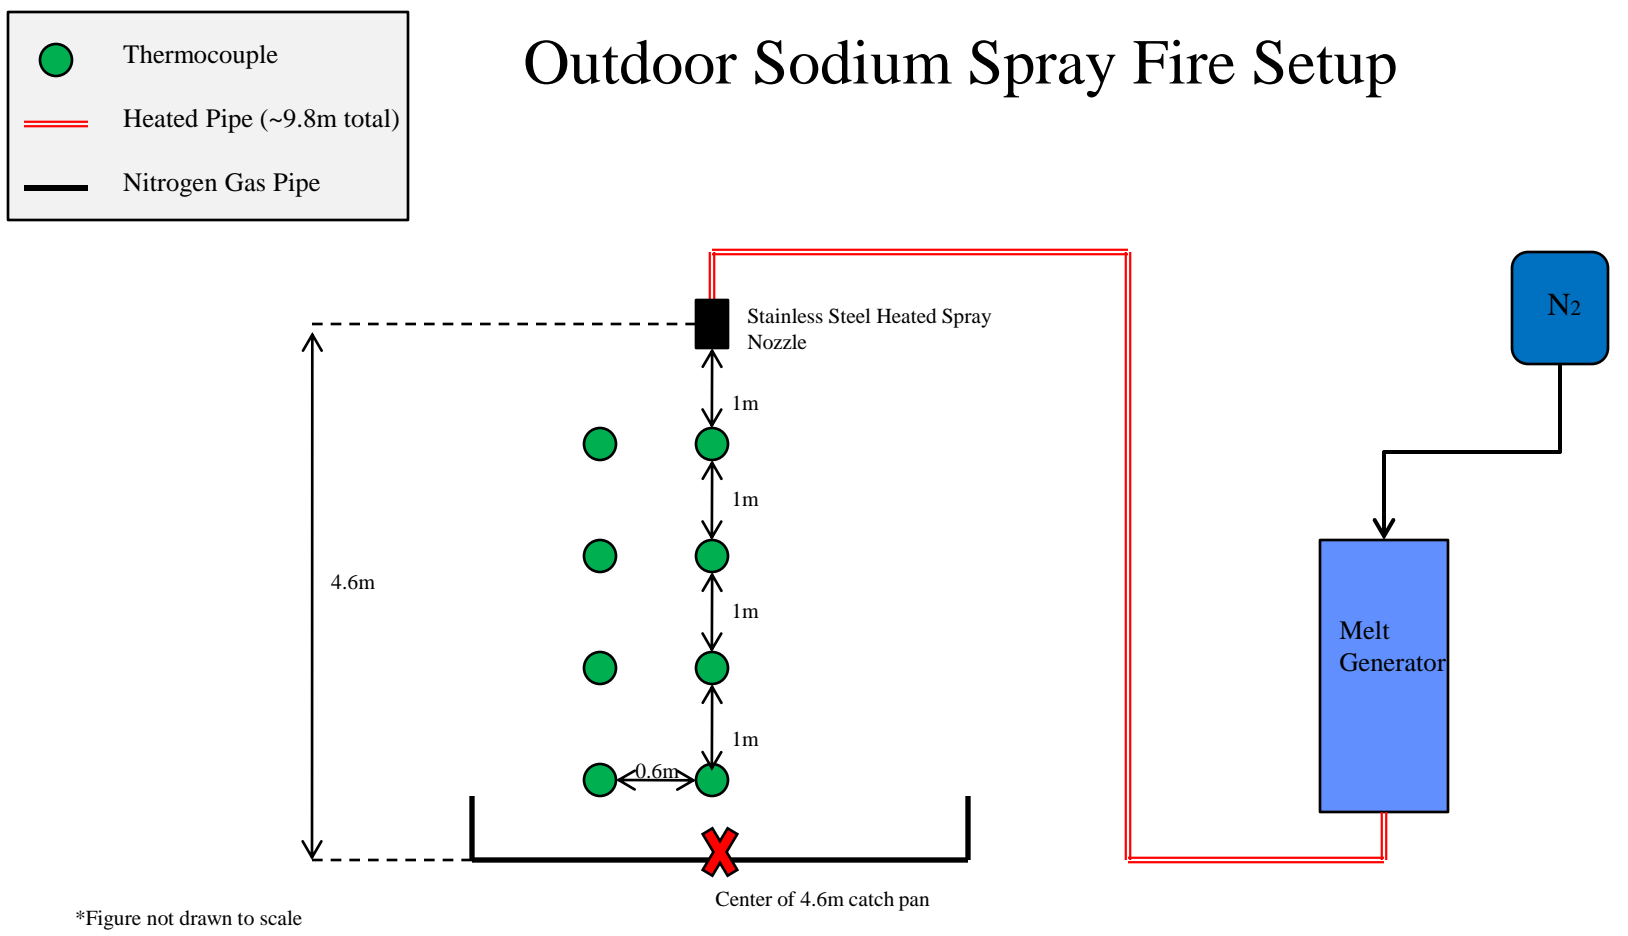 Outdoor Sodium Spray Fire Setup
Thermocouple
Heated Pipe (~9.8m total)
Nitrogen Gas Pipe
Stainless Steel Heated Spray
Nozzle
N2
1m
1m
4.6m
1m
Melt
Generator
1m
0.6m
Center of 4.6m catch pan
*Figure not drawn to scale